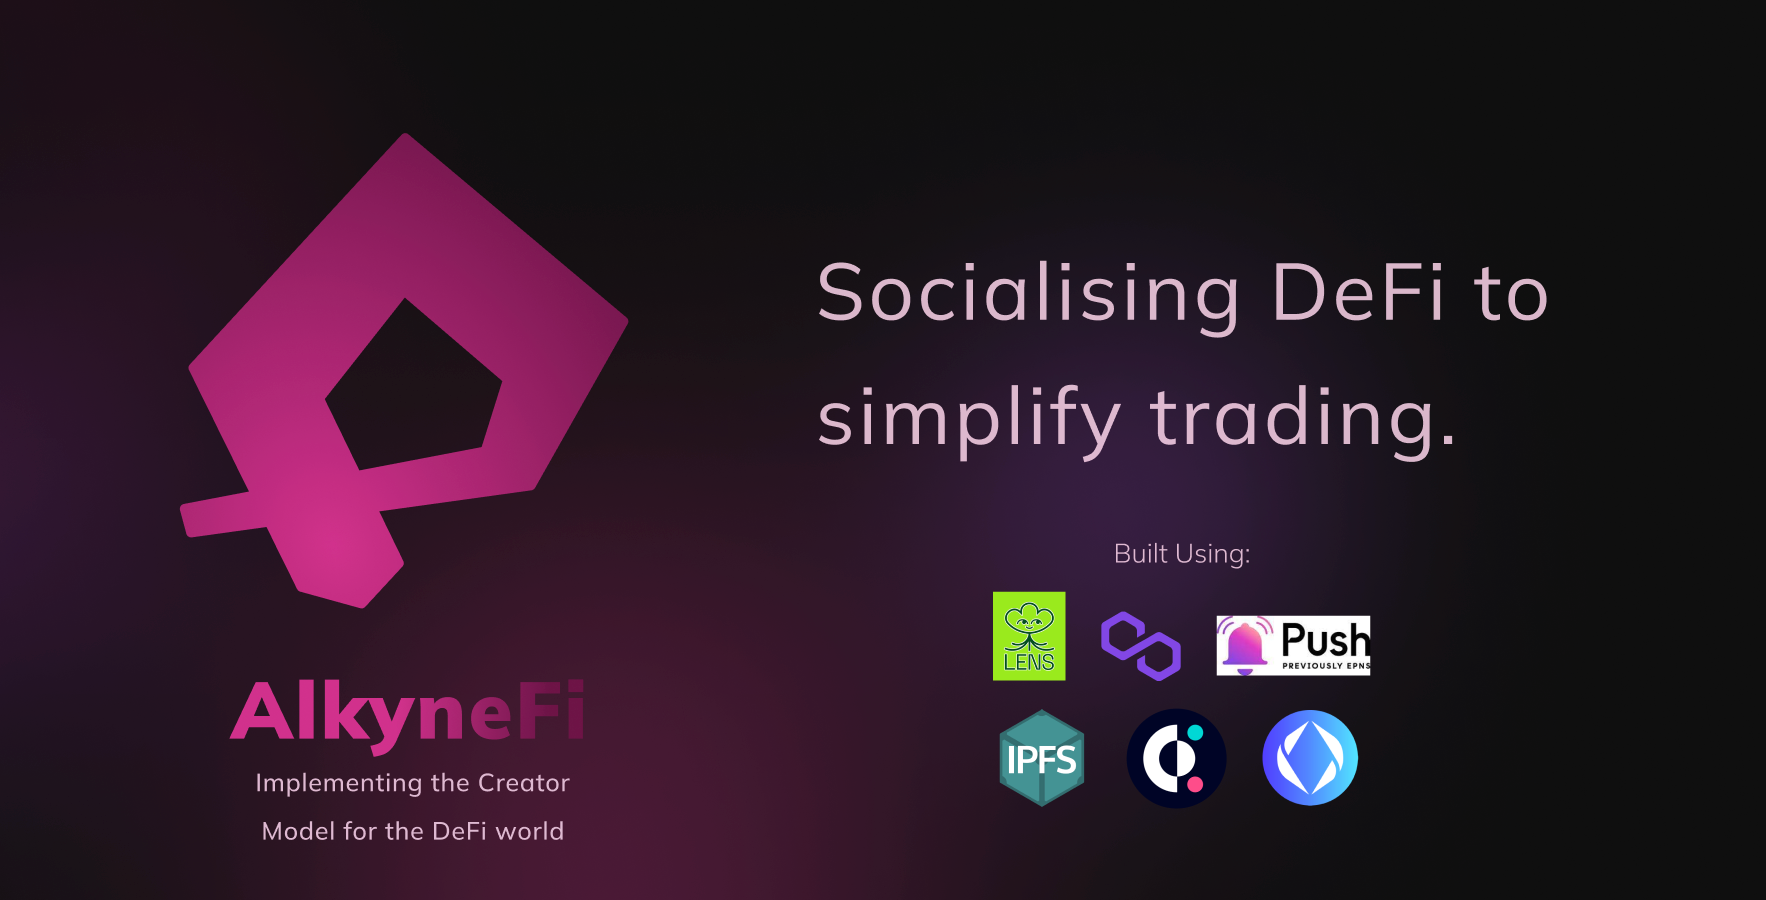 Socialising DeFi to
simplify trading.
Built Using:
LENS
Push
PREVIOUSLY EPNS
IPFS
AlkyneFi
Implementing the Creator
Model for the DeFi world